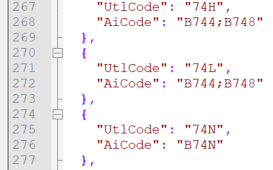 267 "UtlCode": "74H",
268 "AiCode": "B744;B748"
269 },
270 {
271 "UtlCode": "74L",
272 "AiCode": "B744;B748"
273 },
274 {
275 "UtlCode": "74N",
276 "AiCode": "B74N"
277 },